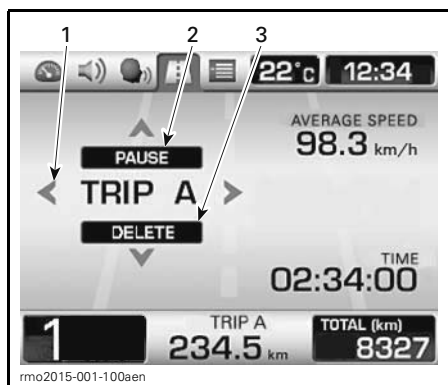 1
2
3
22°c
12:34
AVERAGE SPEED
98.3 km/h
PAUSE
TRIP A
DELETE
TIME
02:34:00
1
TRIP A
234.5 km
TOTAL (km)
8327
rmo2015-001-100aen